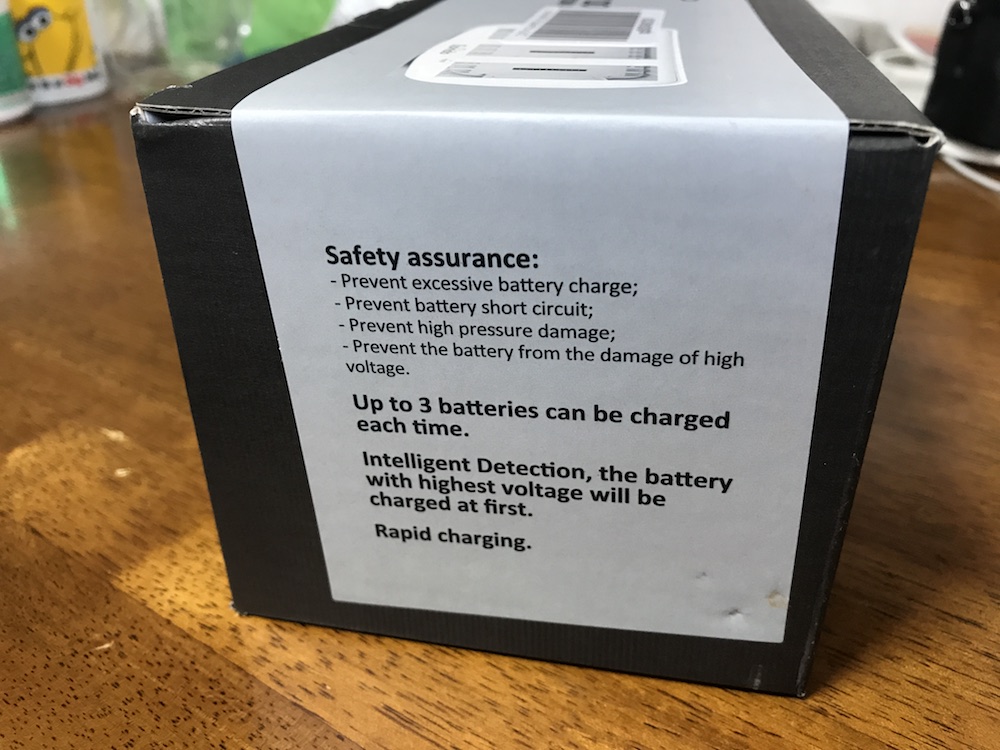 Safety assurance:
- Prevent excessive battery charge;
- Prevent battery short circuit;
- Prevent high pressure damage;
- Prevent the battery from the damage of high
voltage.
Up to 3 batteries can be charged
each time.
Intelligent Detection, the battery
with highest voltage will be
charged at first.
Rapid charging.